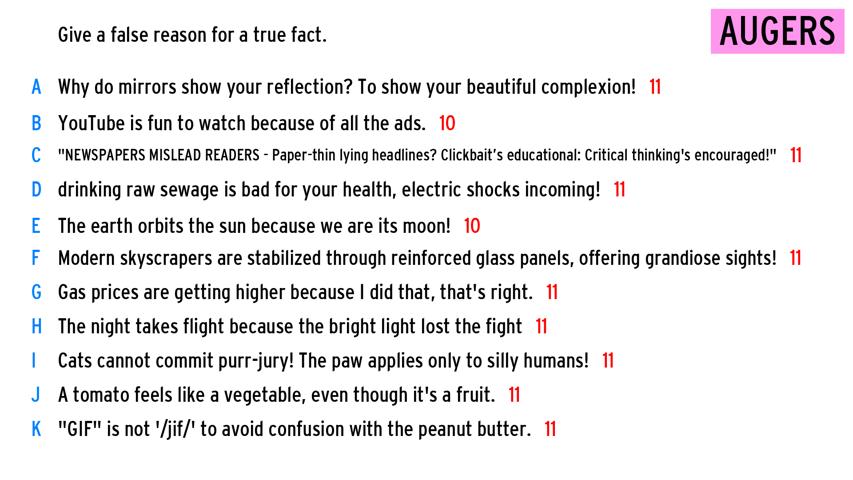 Give a false reason for a true fact.
AUGERS
A Why do mirrors show your reflection? To show your beautiful complexion! 11
B YouTube is fun to watch because of all the ads. 10
C "NEWSPAPERS MISLEAD READERS - Paper-thin lying headlines? Clickbait's educational: Critical thinking's encouraged!" 11
D drinking raw sewage is bad for your health, electric shocks incoming! 11
E The earth orbits the sun because we are its moon! 10
F Modern skyscrapers are stabilized through reinforced glass panels, offering grandiose sights! 11
G Gas prices are getting higher because I did that, that's right. 11
H The night takes flight because the bright light lost the fight 11
I Cats cannot commit purr-jury! The paw applies only to silly humans! 11
J A tomato feels like a vegetable, even though it's a fruit. 11
K "GIF" is not '/jif/' to avoid confusion with the peanut butter. 11